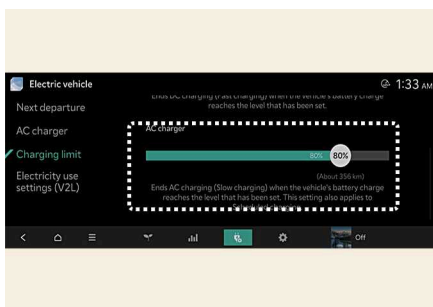 Electric vehicle
1:33 AM
Next departure
AC charger
Charging limit
Electricity use
settings (V2L)
Ends DC charging (Fast charging) when the vehicle's battery charge
reaches the level that has been set.
AC charger
80% 80%
(About 356 km)
Ends AC charging (Slow charging) when the vehicle's battery charge
reaches the level that has been set. This setting also applies to
Scheduled charging.
Off